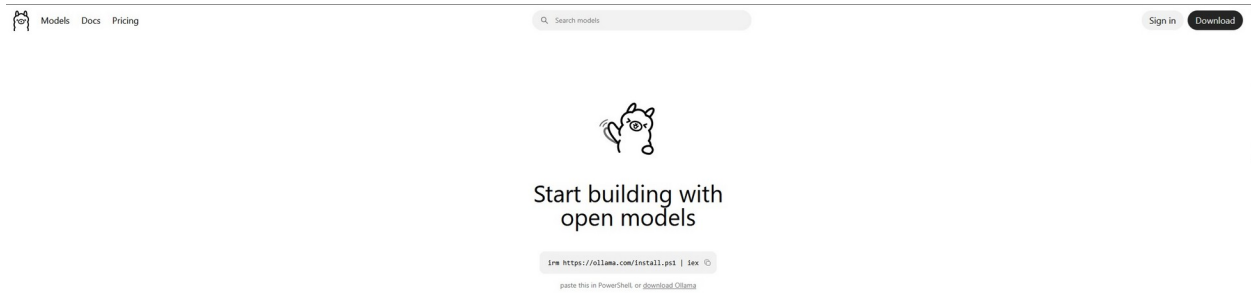 Models Docs Pricing
Search models
Sign in Download
Start building with
open models
irm https://ollama.com/install.ps1 | iex
paste this in PowerShell, or download Ollama